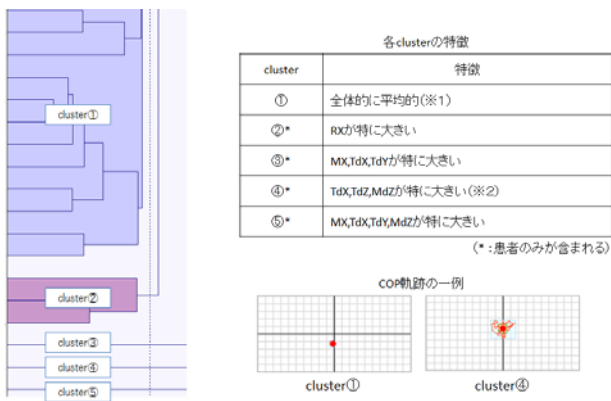 cluster①
cluster②
cluster③
cluster④
cluster⑤
各clusterの特徴
cluster 特徴
① 全体的に平均的(※1)
②* RXが特に大きい
③* MX,TdX,TdYが特に大きい
④* TdX,TdZ,MdZが特に大きい(※2)
⑤* MX,TdX,TdY,MdZが特に大きい
(*:患者のみが含まれる)
COP軌跡の一例
cluster① cluster④